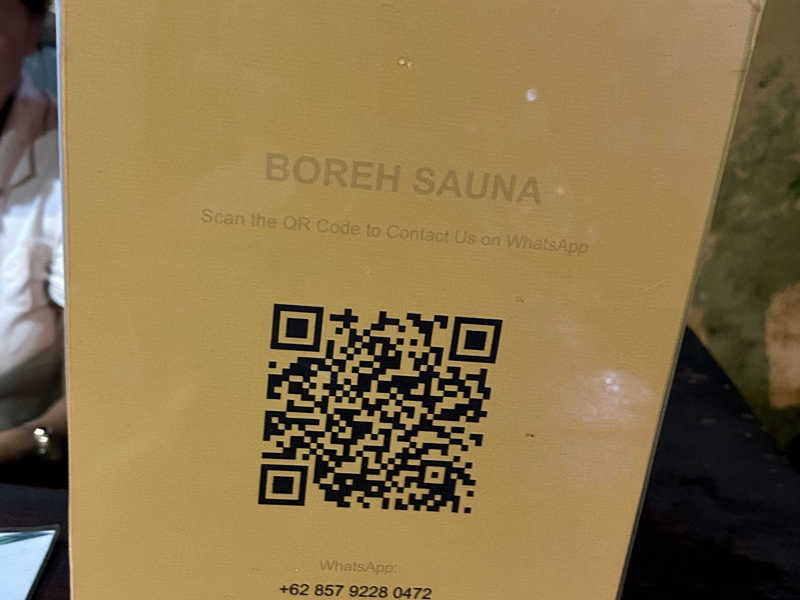 BOREH SAUNA
Scan the QR Code to Contact Us on WhatsApp
WhatsApp:
+62 857 9228 0472